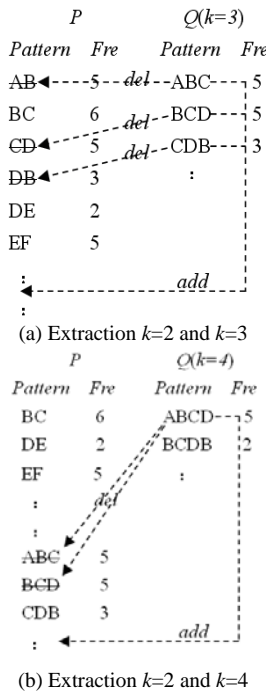 P Q(k=3)
Pattern Fre Pattern Fre
AB 5 del ABC 5
BC 6 del BCD 5
CD 5 del CDB 3
DB 3 :
DE 2
EF 5
:
add
:
(a) Extraction k=2 and k=3
P Q(k=4)
Pattern Fre Pattern Fre
BC 6 ABCD 5
DE 2 BCDB 2
EF 5 :
: del
:
ABC 5
BCD 5
CDB 3
: add
(b) Extraction k=2 and k=4